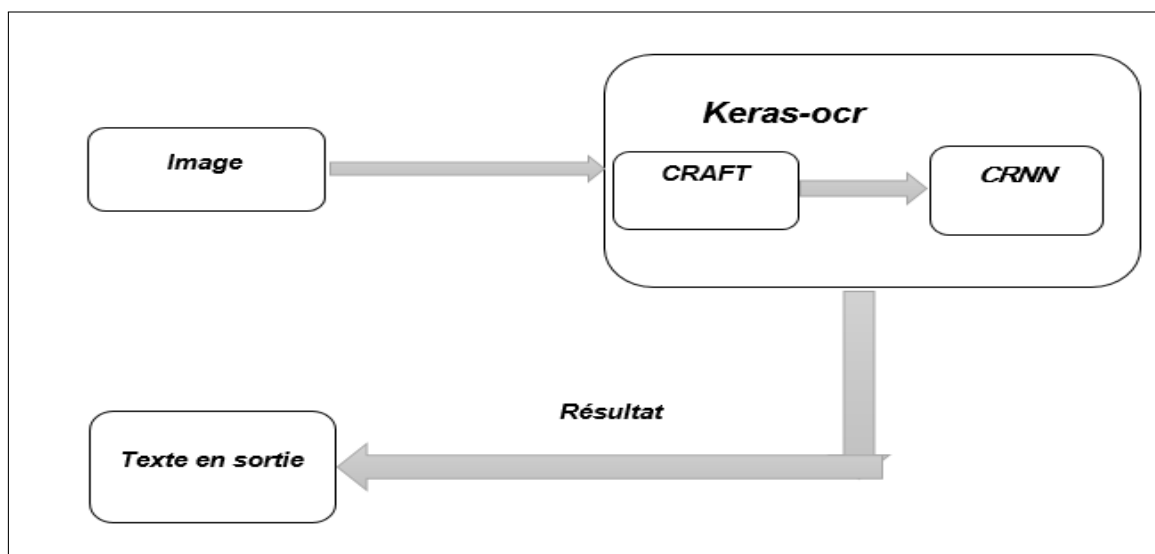 Keras-ocr
Image
CRAFT
CRNN
Résultat
Texte en sortie